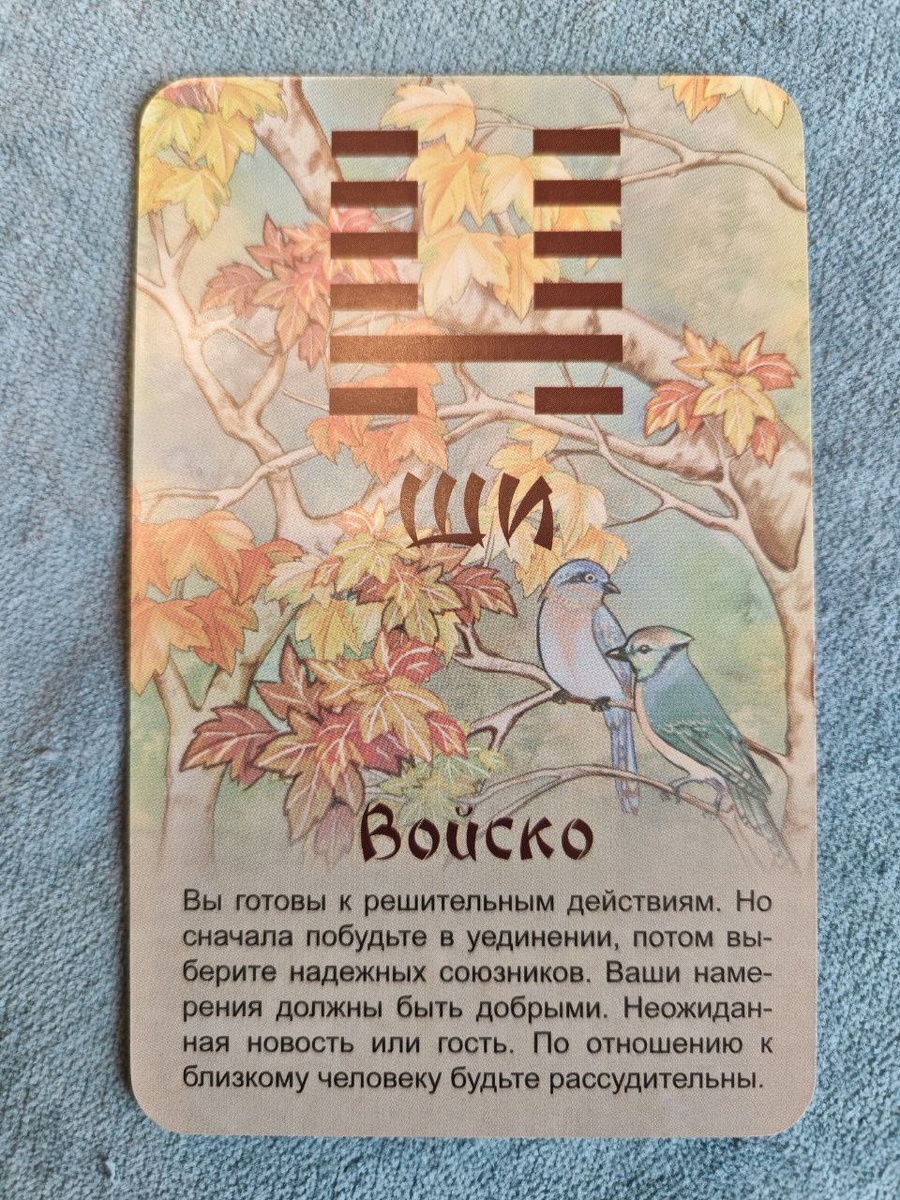 ШИ
Войско
Вы готовы к решительным действиям. Но
сначала побудьте в уединении, потом вы-
берите надежных союзников. Ваши наме-
рения должны быть добрыми. Неожидан-
ная новость или гость. По отношению к
близкому человеку будьте рассудительны.